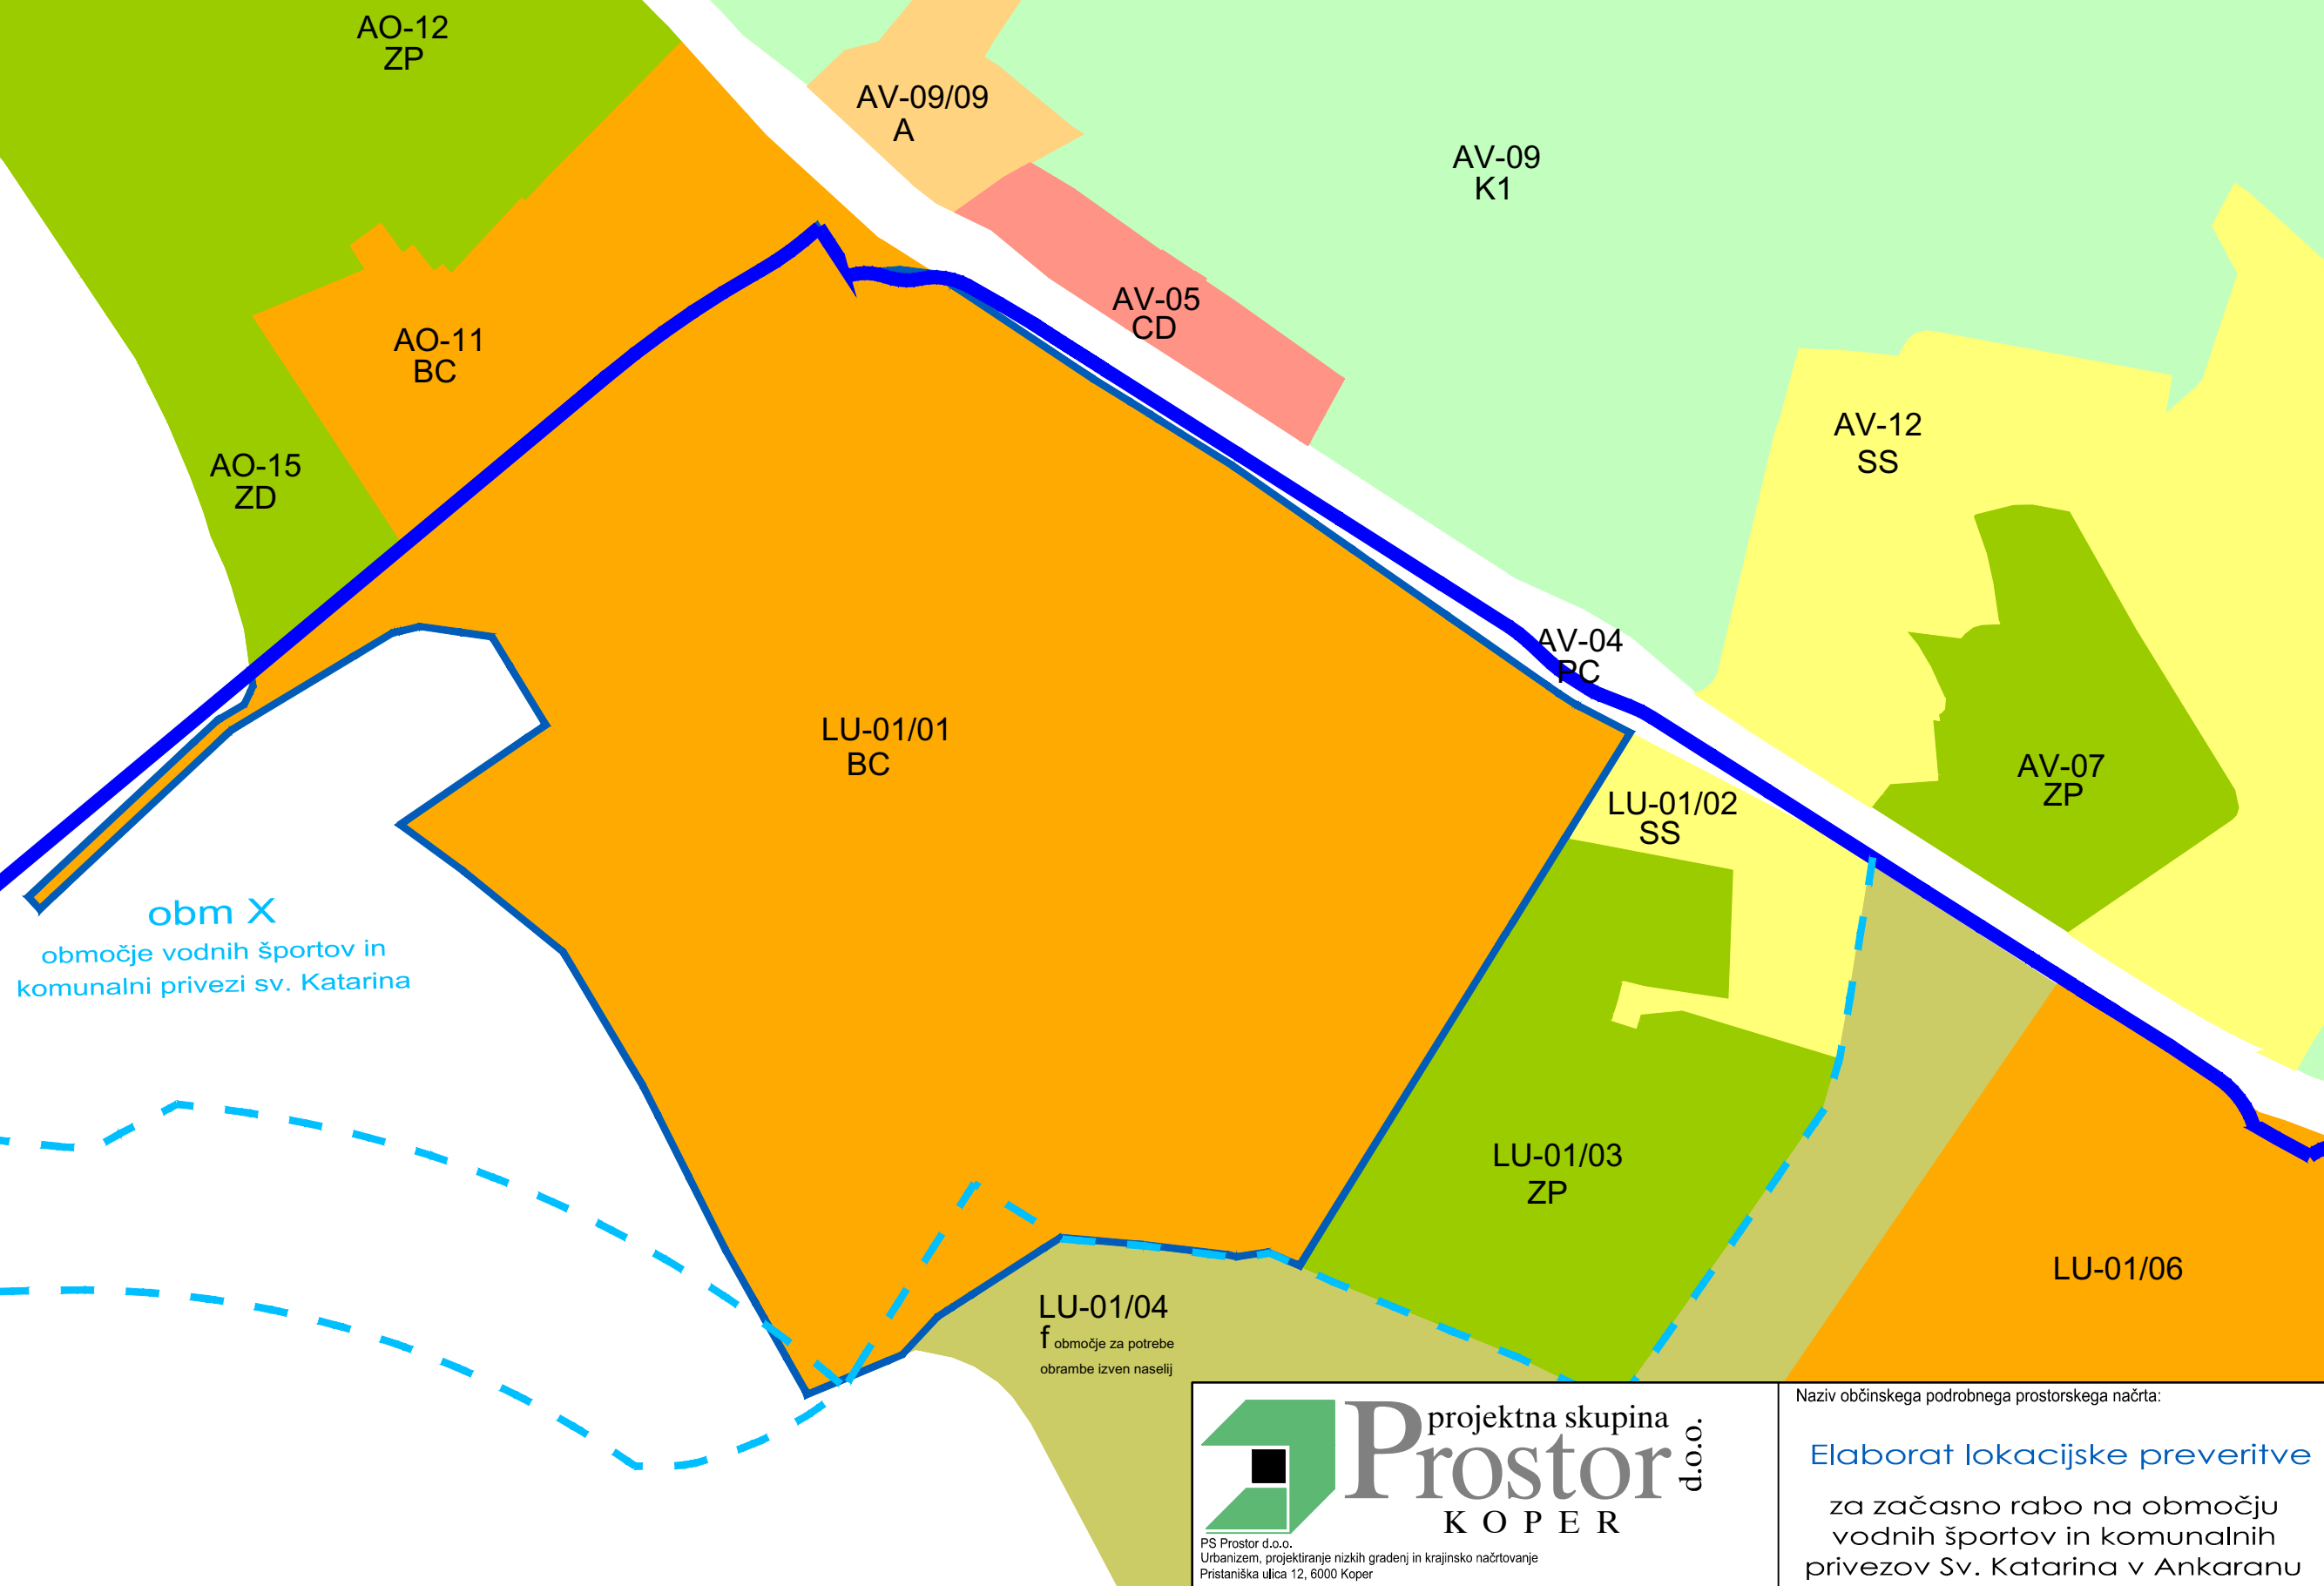 AO-12
ZP
AV-09/09
A
AV-09
K1
AV-05
CD
AO-11
BC
AV-12
SS
AO-15
ZD
AV-04
PC
LU-01/01
BC
AV-07
ZP
LU-01/02
SS
obm X
območje vodnih športov in
komunalni privezi sv. Katarina
LU-01/03
ZP
LU-01/06
LU-01/04
f območje za potrebe
obrambe izven naselij
projektna skupina
Prostor d.o.o.
KOPER
PS Prostor d.o.o.
Urbanizem, projektiranje nizkih gradenj in krajinsko načrtovanje
Pristaniška ulica 12, 6000 Koper
Naziv občinskega podrobnega prostorskega načrta:
Elaborat lokacijske preveritve
za začasno rabo na območju
vodnih športov in komunalnih
privezov Sv. Katarina v Ankaranu